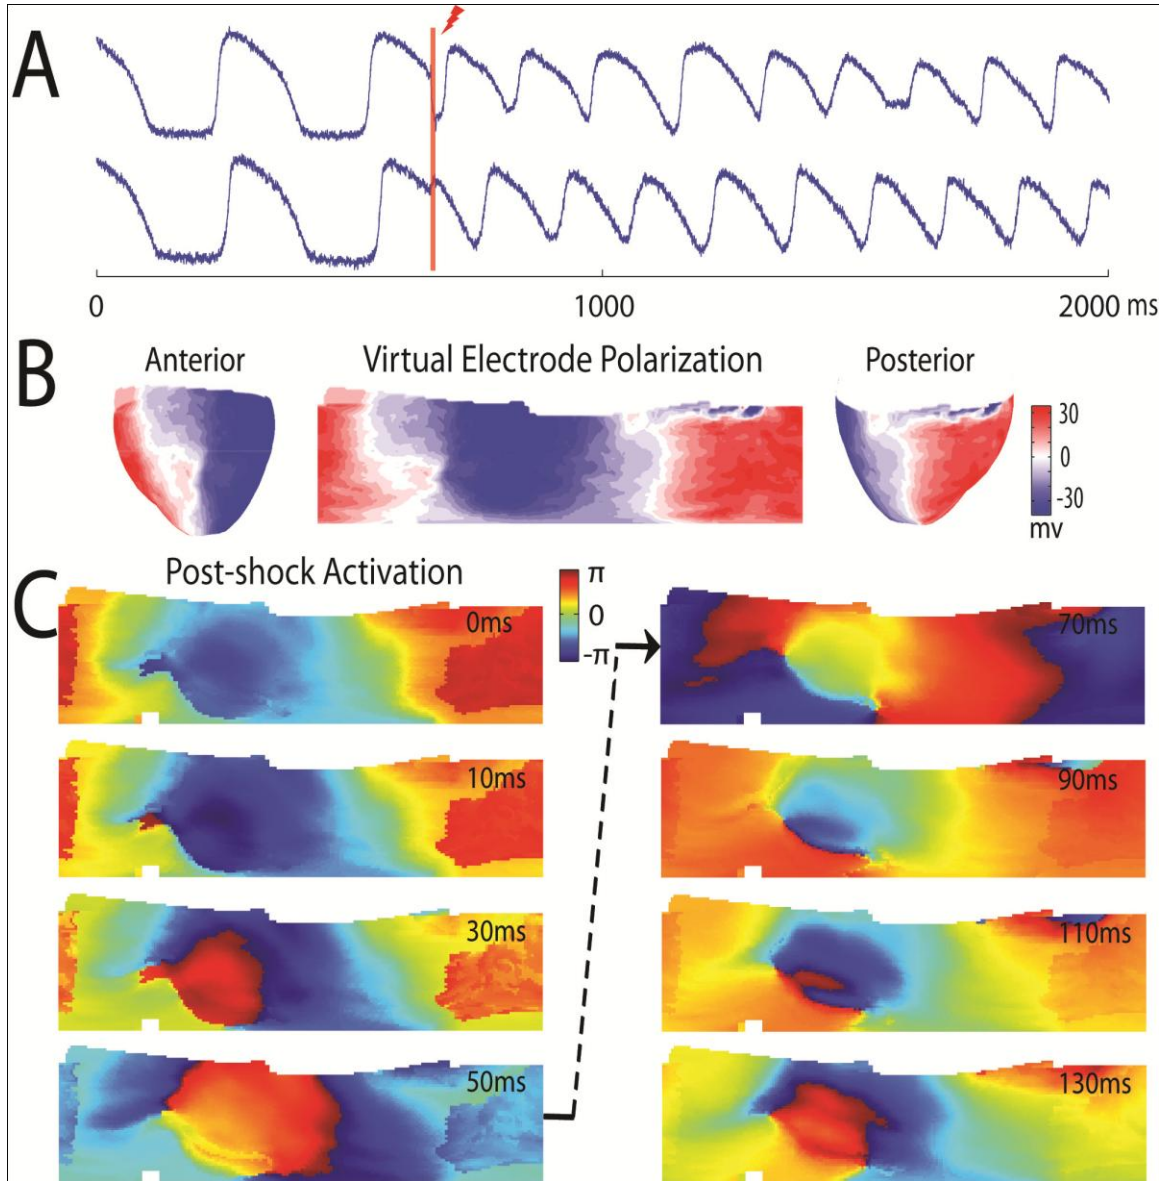 A
0 1000 2000 ms
B
Anterior Virtual Electrode Polarization Posterior
30
0
-30
mv
C
Post-shock Activation
π
0
-π
0ms
10ms
30ms
50ms
70ms
90ms
110ms
130ms